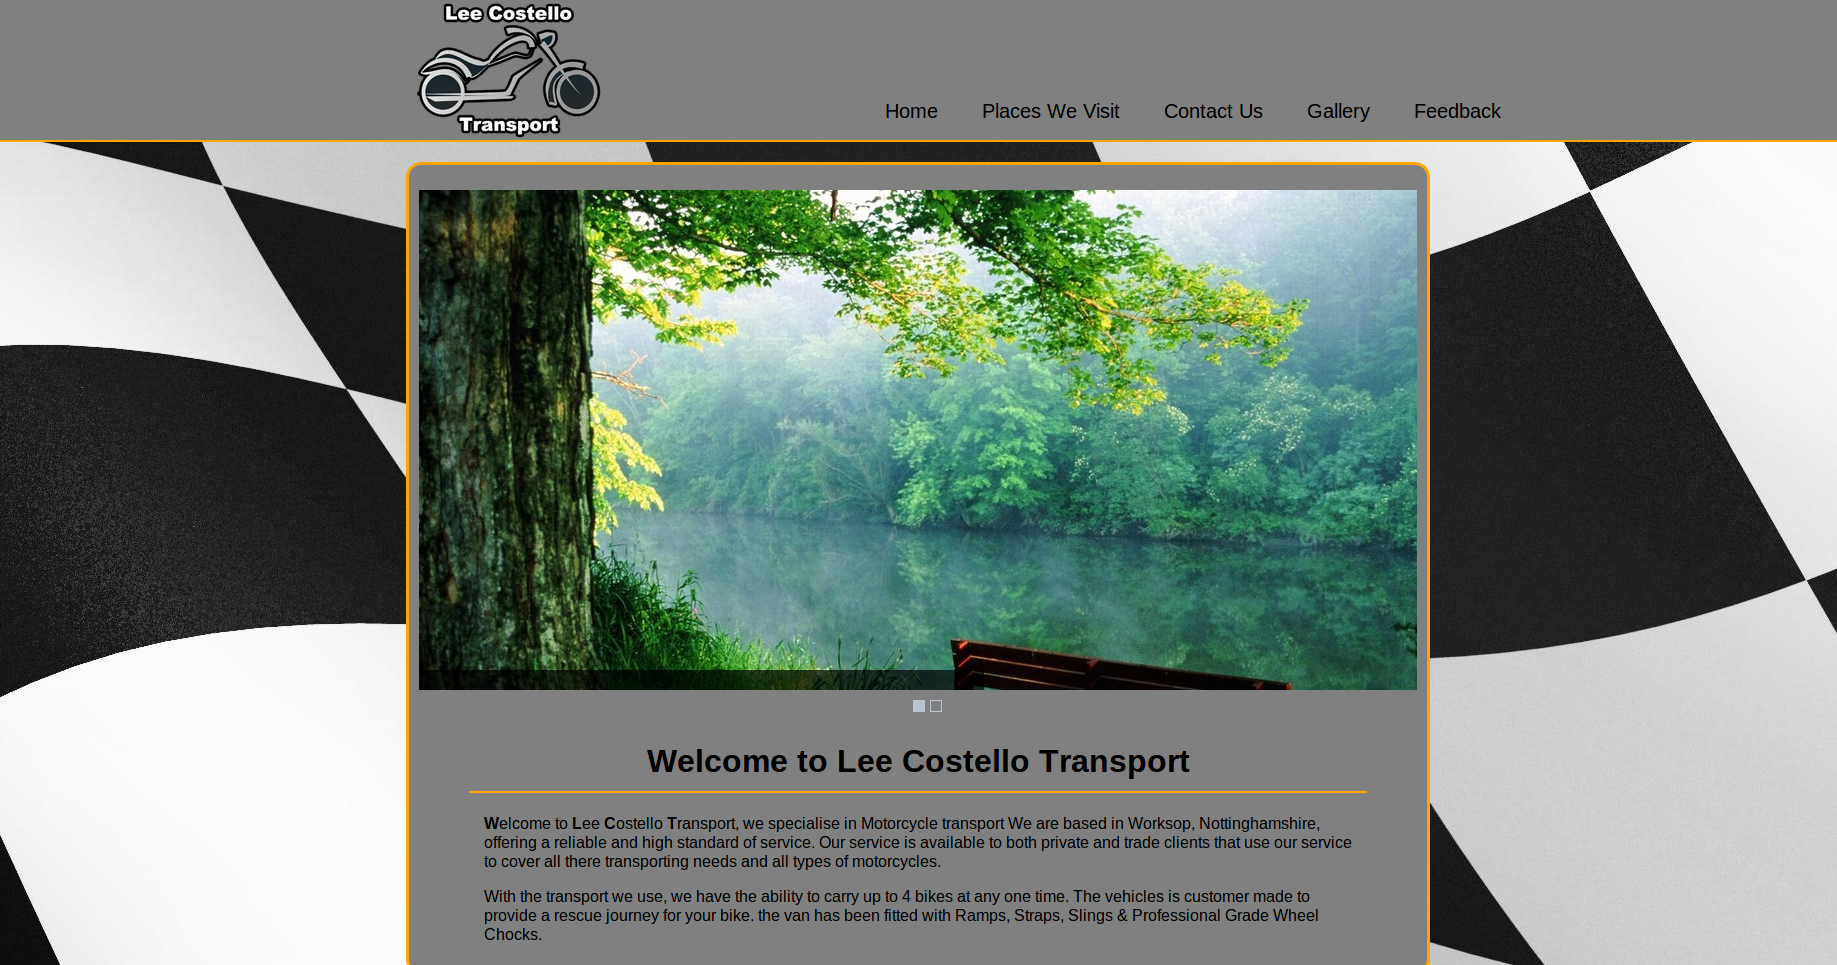 Lee Costello
Transport
Home Places We Visit Contact Us Gallery Feedback
Welcome to Lee Costello Transport
Welcome to Lee Costello Transport, we specialise in Motorcycle transport We are based in Worksop, Nottinghamshire,
offering a reliable and high standard of service. Our service is available to both private and trade clients that use our service
to cover all there transporting needs and all types of motorcycles.
With the transport we use, we have the ability to carry up to 4 bikes at any one time. The vehicles is customer made to
provide a rescue journey for your bike. the van has been fitted with Ramps, Straps, Slings & Professional Grade Wheel
Chocks.